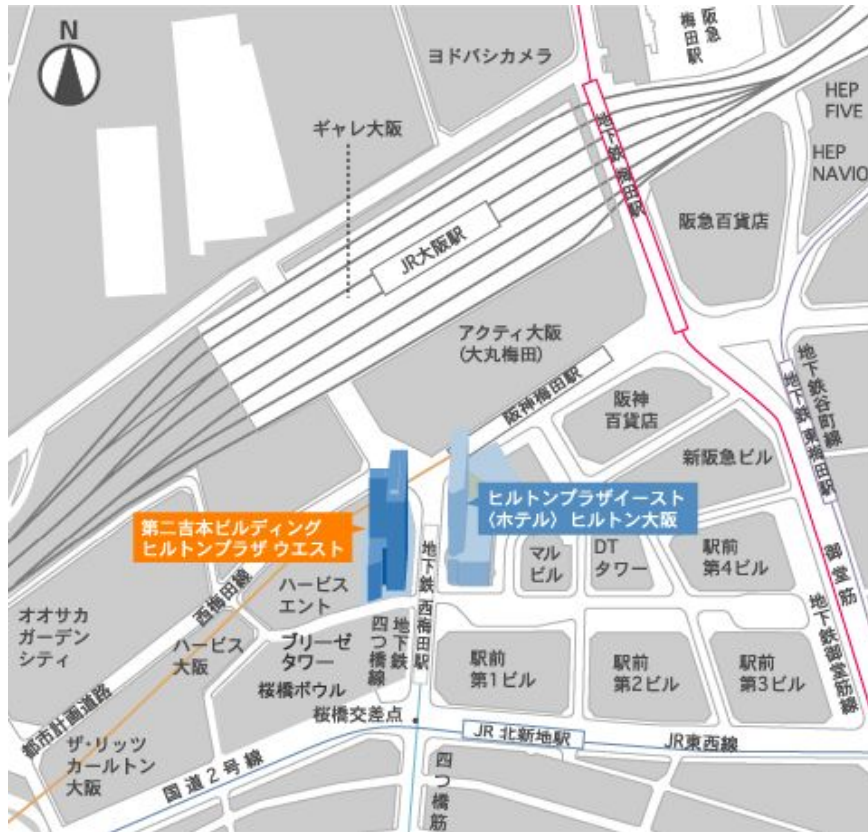 N
ヨドバシカメラ
阪急
梅田駅
HEP
FIVE
HEP
NAVIO
ギャレ大阪
地下鉄 梅田駅
阪急百貨店
JR大阪駅
アクティ大阪
(大丸梅田)
阪神梅田駅
阪神
百貨店
地下鉄谷町線
地下鉄 東梅田駅
新阪急ビル
第二吉本ビルディング
ヒルトンプラザ ウエスト
ヒルトンプラザイースト
〈ホテル〉 ヒルトン大阪
マル
ビル
DT
タワー
駅前
第4ビル
御堂筋
地下鉄御堂筋線
西梅田線
ハービス
エント
地下鉄 西梅田駅
オオサカ
ガーデン
シティ
ハービス
大阪
ブリーゼ
タワー
地下鉄
四つ橋線
駅前
第1ビル
駅前
第2ビル
駅前
第3ビル
桜橋ボウル
桜橋交差点
都市計画道路
ザ・リッツ
カールトン
大阪
国道2号線
JR 北新地駅
JR東西線
四つ橋筋